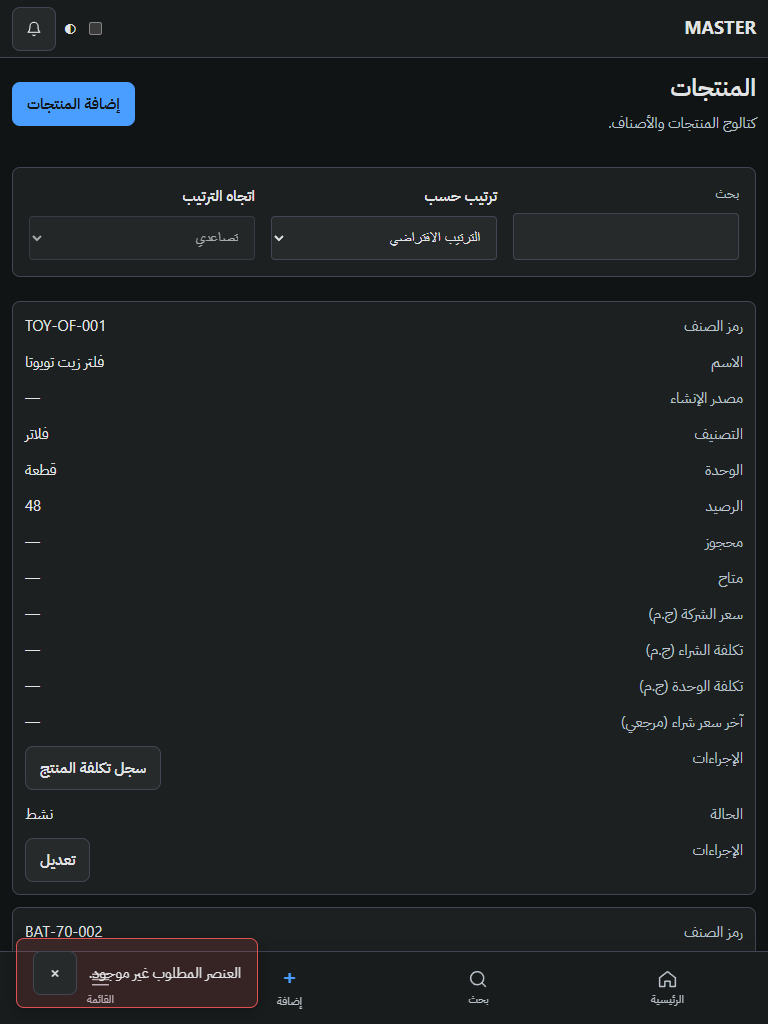 MASTER
المنتجات
كتالوج المنتجات والأصناف.
إضافة المنتجات
بحث
ترتيب حسب
اتجاه الترتيب
الترتيب الافتراضي
تصاعدي
رمز الصنف TOY-OF-001
الاسم فلتر زيت تويوتا
مصدر الإنشاء —
التصنيف فلاتر
الوحدة قطعة
الرصيد 48
محجوز —
متاح —
سعر الشركة (ج.م) —
تكلفة الشراء (ج.م) —
تكلفة الوحدة (ج.م) —
آخر سعر شراء (مرجعي) —
الإجراءات سجل تكلفة المنتج
الحالة نشط
الإجراءات تعديل
رمز الصنف BAT-70-002
العنصر المطلوب غير موجود. ×
الرئيسية
بحث
إضافة
القائمة